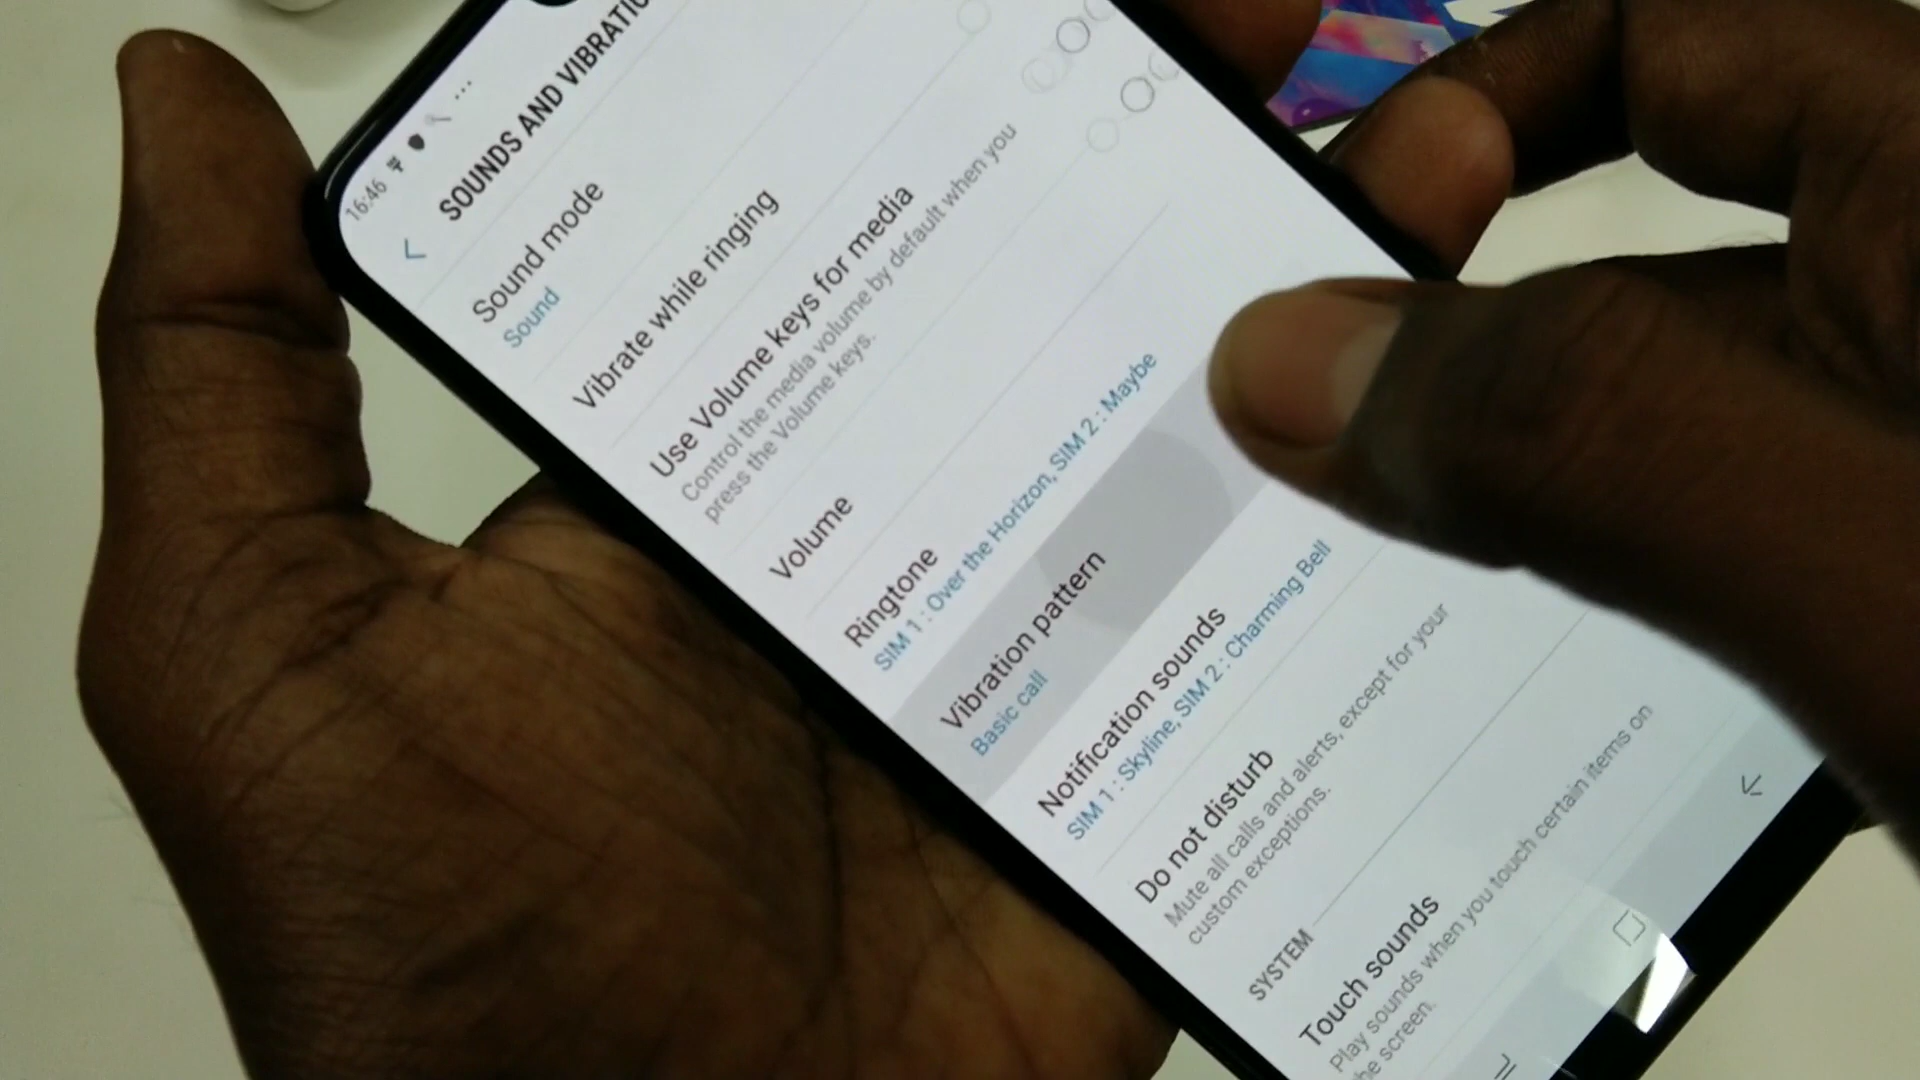 16:46
SOUNDS AND VIBRATIO
Sound mode
Sound
Vibrate while ringing
Use Volume keys for media
Control the media volume by default when you
press the Volume keys.
Volume
Ringtone
SIM 1 : Over the Horizon, SIM 2 : Maybe
Vibration pattern
Basic call
Notification sounds
SIM 1 : Skyline, SIM 2 : Charming Bell
Do not disturb
Mute all calls and alerts, except for your
custom exceptions.
SYSTEM
Touch sounds
Play sounds when you touch certain items on
he screen.